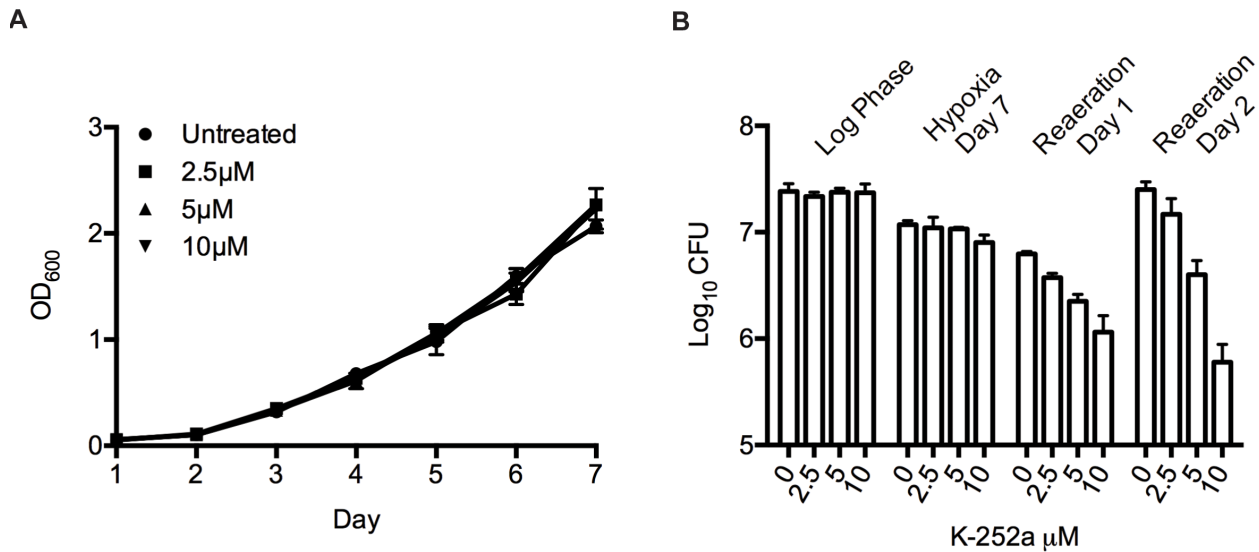 A
3
2
1
0
OD600
Untreated
2.5µM
5µM
10µM
1 2 3 4 5 6 7
Day
B
Log Phase
Hypoxia
Day 7
Reaeration
Day 1
Reaeration
Day 2
8
7
6
5
Log10 CFU
0 2.5 5 10 0 2.5 5 10 0 2.5 5 10 0 2.5 5 10
K-252a µM